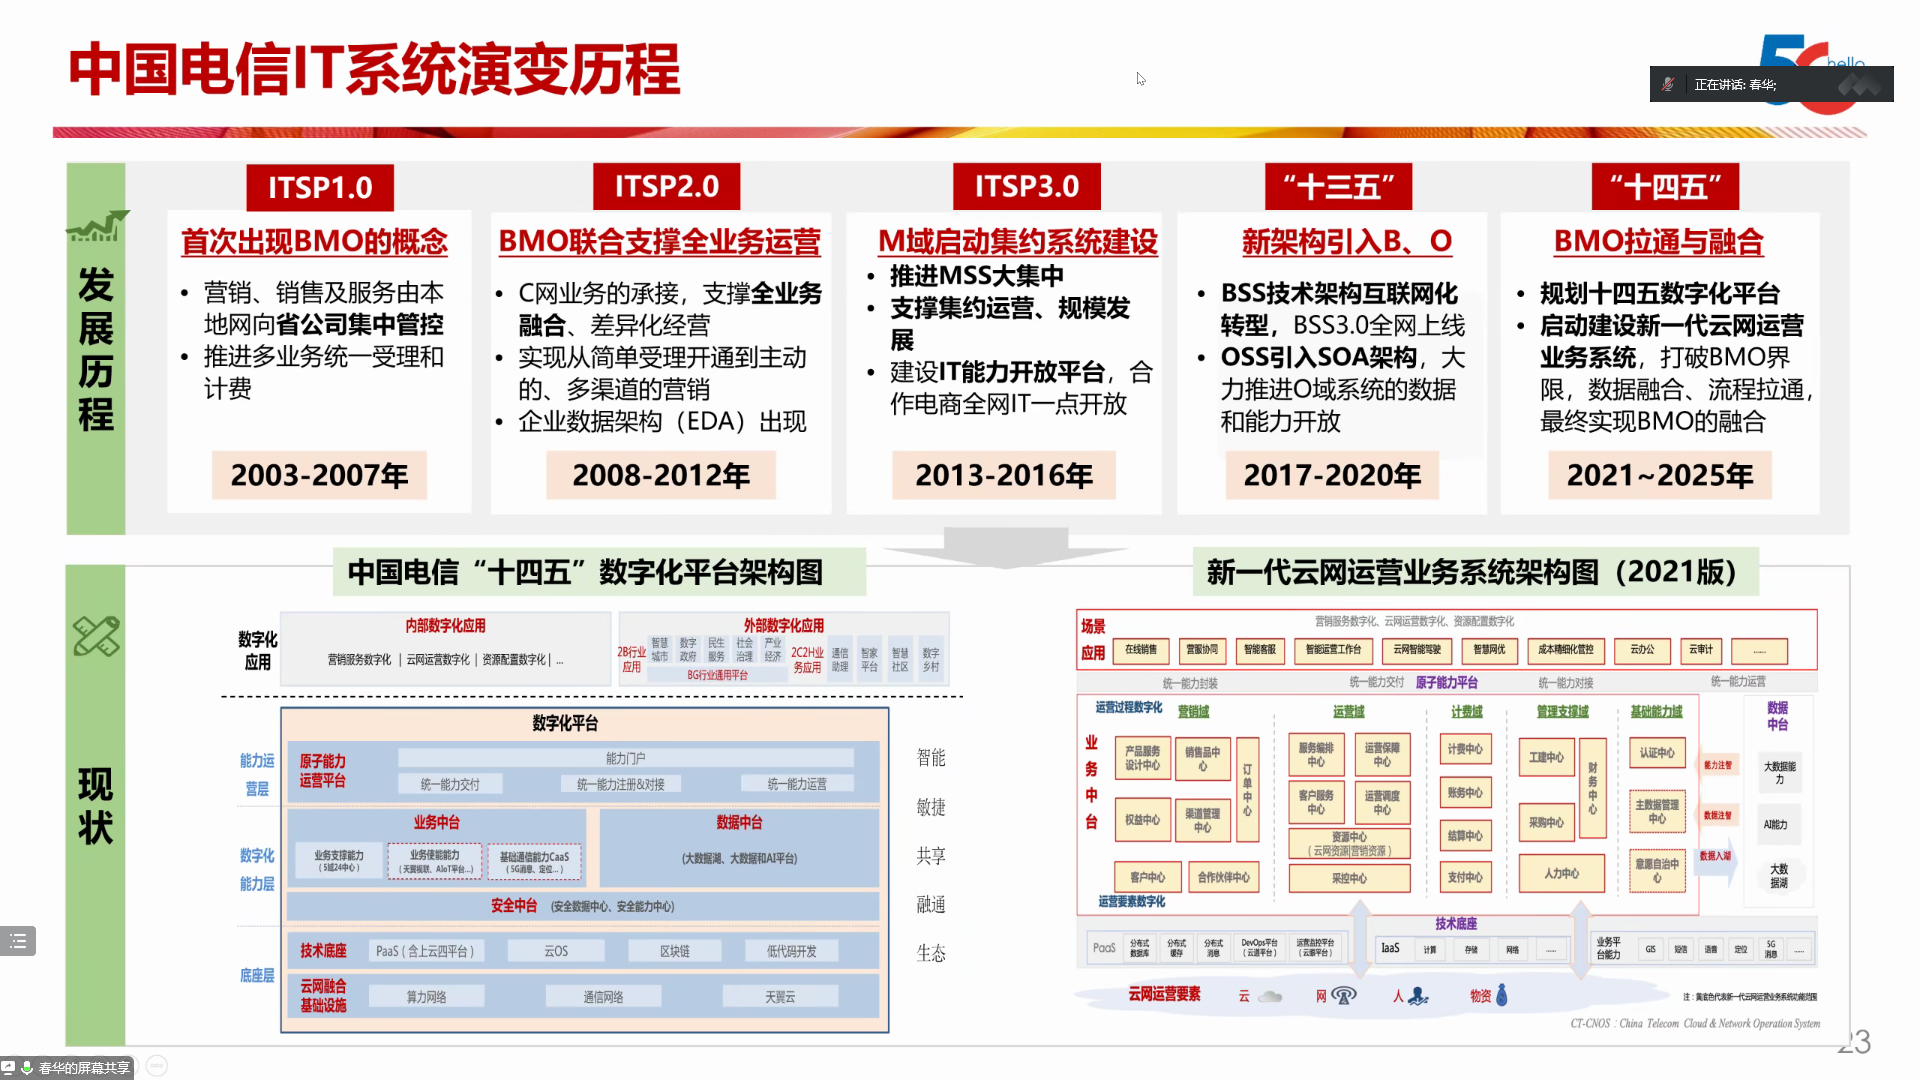 中国电信IT系统演变历程
hello
正在讲话: 春华;
发展历程
ITSP1.0
首次出现BMO的概念
• 营销、销售及服务由本
地网向省公司集中管控
• 推进多业务统一受理和
计费
2003-2007年
ITSP2.0
BMO联合支撑全业务运营
• C网业务的承接，支撑全业务
融合、差异化经营
• 实现从简单受理开通到主动
的、多渠道的营销
• 企业数据架构（EDA）出现
2008-2012年
ITSP3.0
M域启动集约系统建设
• 推进MSS大集中
• 支撑集约运营、规模发
展
• 建设IT能力开放平台，合
作电商全网IT一点开放
2013-2016年
“十三五”
新架构引入B、O
• BSS技术架构互联网化
转型，BSS3.0全网上线
• OSS引入SOA架构，大
力推进O域系统的数据
和能力开放
2017-2020年
“十四五”
BMO拉通与融合
• 规划十四五数字化平台
• 启动建设新一代云网运营
业务系统，打破BMO界
限，数据融合、流程拉通，
最终实现BMO的融合
2021~2025年
现状
中国电信“十四五”数字化平台架构图
数字化
应用
内部数字化应用
营销服务数字化 | 云网运营数字化 | 资源配置数字化 | ...
外部数字化应用
2B行业
应用
智慧
城市
数字
政府
民生
服务
社会
治理
产业
经济
BG行业通用平台
2C2H业
务应用
通信
助理
智家
平台
智慧
社区
数字
乡村
数字化平台
能力运
营层
原子能力
运营平台
能力门户
统一能力交付
统一能力注册&对接
统一能力运营
数字化
能力层
业务中台
业务支撑能力
(5域24中心)
业务使能能力
(天翼视联、AIoT平台...)
基础通信能力CaaS
(5G消息、定位...)
数据中台
(大数据湖、大数据和AI平台)
安全中台 (安全数据中心、安全能力中心)
底座层
技术底座
PaaS（含上云四平台）
云OS
区块链
低代码开发
云网融合
基础设施
算力网络
通信网络
天翼云
智能
敏捷
共享
融通
生态
新一代云网运营业务系统架构图（2021版）
场景
应用
营销服务数字化、云网运营数字化、资源配置数字化
在线销售
营服协同
智能客服
智能运营工作台
云网智能驾驶
智慧网优
成本精细化管控
云办公
云审计
......
统一能力封装
统一能力交付
原子能力平台
统一能力对接
统一能力运营
运营过程数字化
业务中台
营销域
产品服务
设计中心
销售品中
心
订单中心
权益中心
渠道管理
中心
客户中心
合作伙伴中心
运营域
服务编排
中心
运营保障
中心
客户服务
中心
运营调度
中心
资源中心
（云网资源|营销资源）
采控中心
计费域
计费中心
账务中心
结算中心
支付中心
管理支撑域
工建中心
财务中心
采购中心
人力中心
基础能力域
认证中心
主数据管理
中心
意愿自治中
心
运营要素数字化
能力注智
数据注智
数据入湖
数据
中台
大数据能
力
AI能力
大数
据湖
技术底座
PaaS
分布式
数据库
分布式
缓存
分布式
消息
DevOps平台
（云道平台）
运营监控平台
（云眼平台）
IaaS
计算
存储
网络
......
业务平
台能力
GIS
短信
语音
定位
5G
消息
......
云网运营要素
云
网
人
物资
注：黄底色代表新一代云网运营业务系统功能范围
CT-CNOS：China Telecom Cloud & Network Operation System
23
春华的屏幕共享